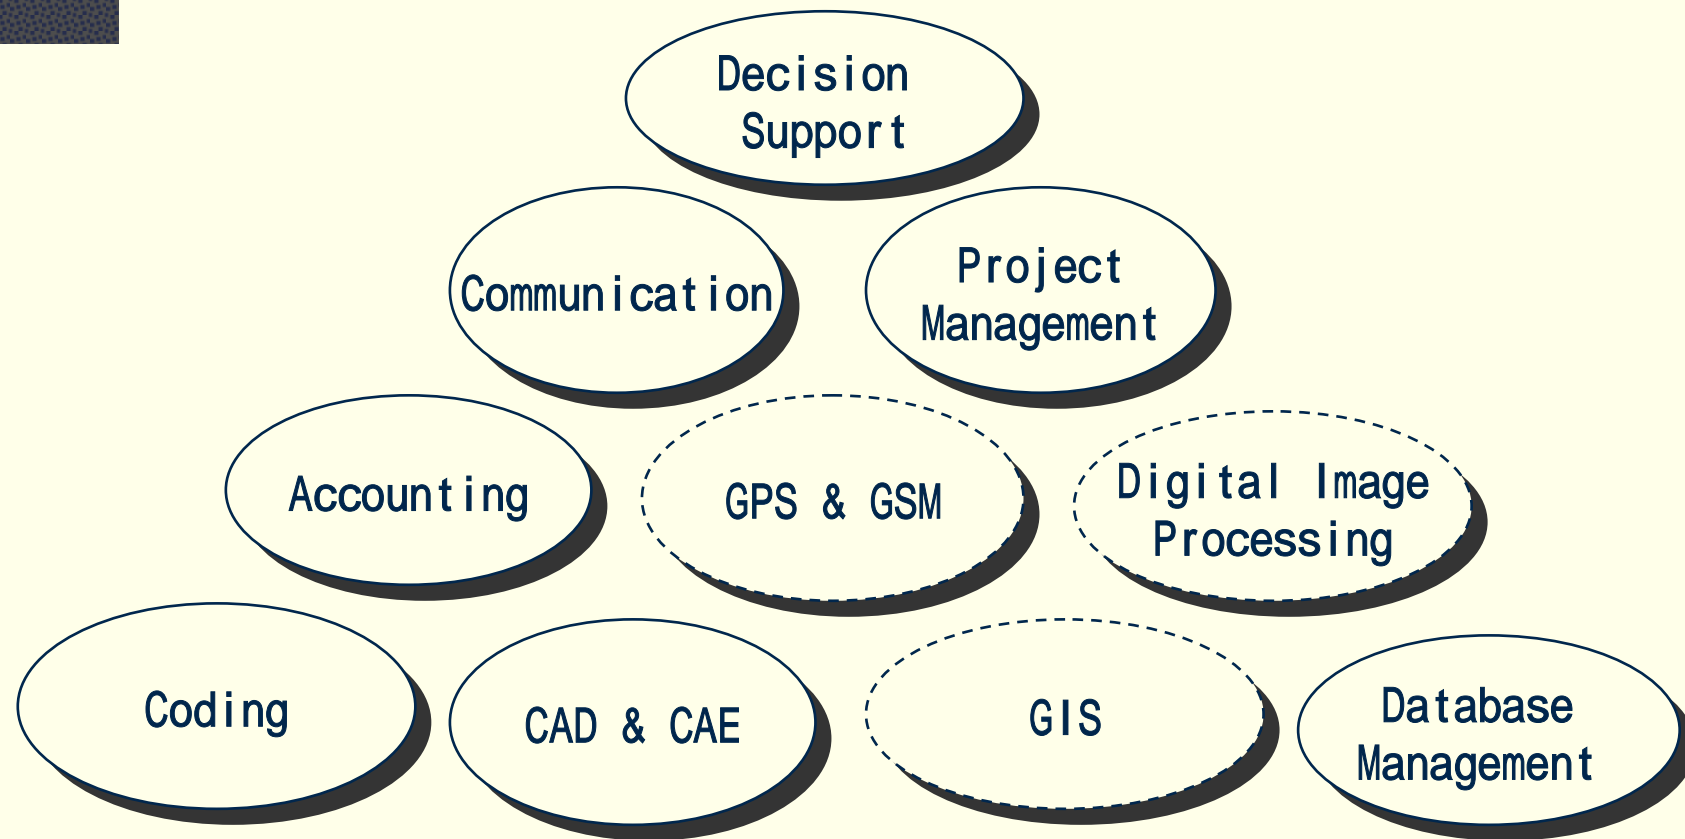 Decision
Support
Communication
Project
Management
Accounting
GPS & GSM
Digital Image
Processing
Coding
CAD & CAE
GIS
Database
Management